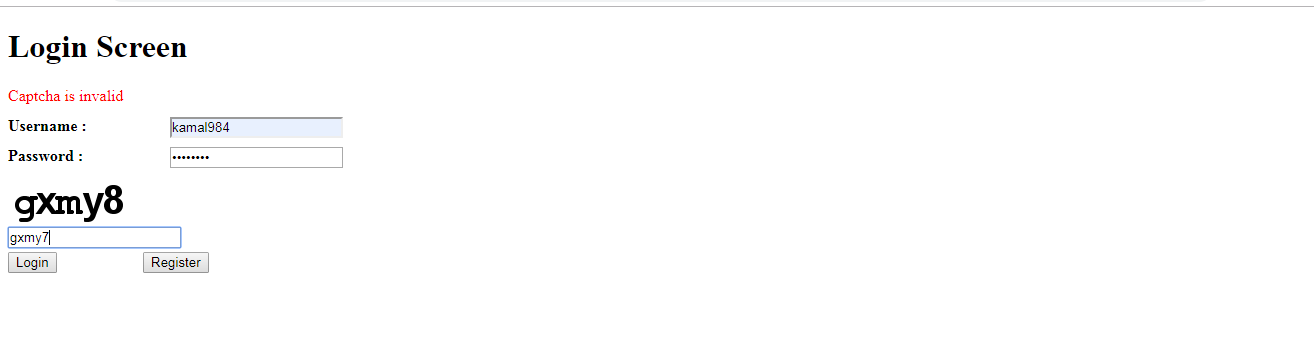 Login Screen
Captcha is invalid
Username : kamal984
Password : ••••••••
gxmy8
gxmy7
Login Register